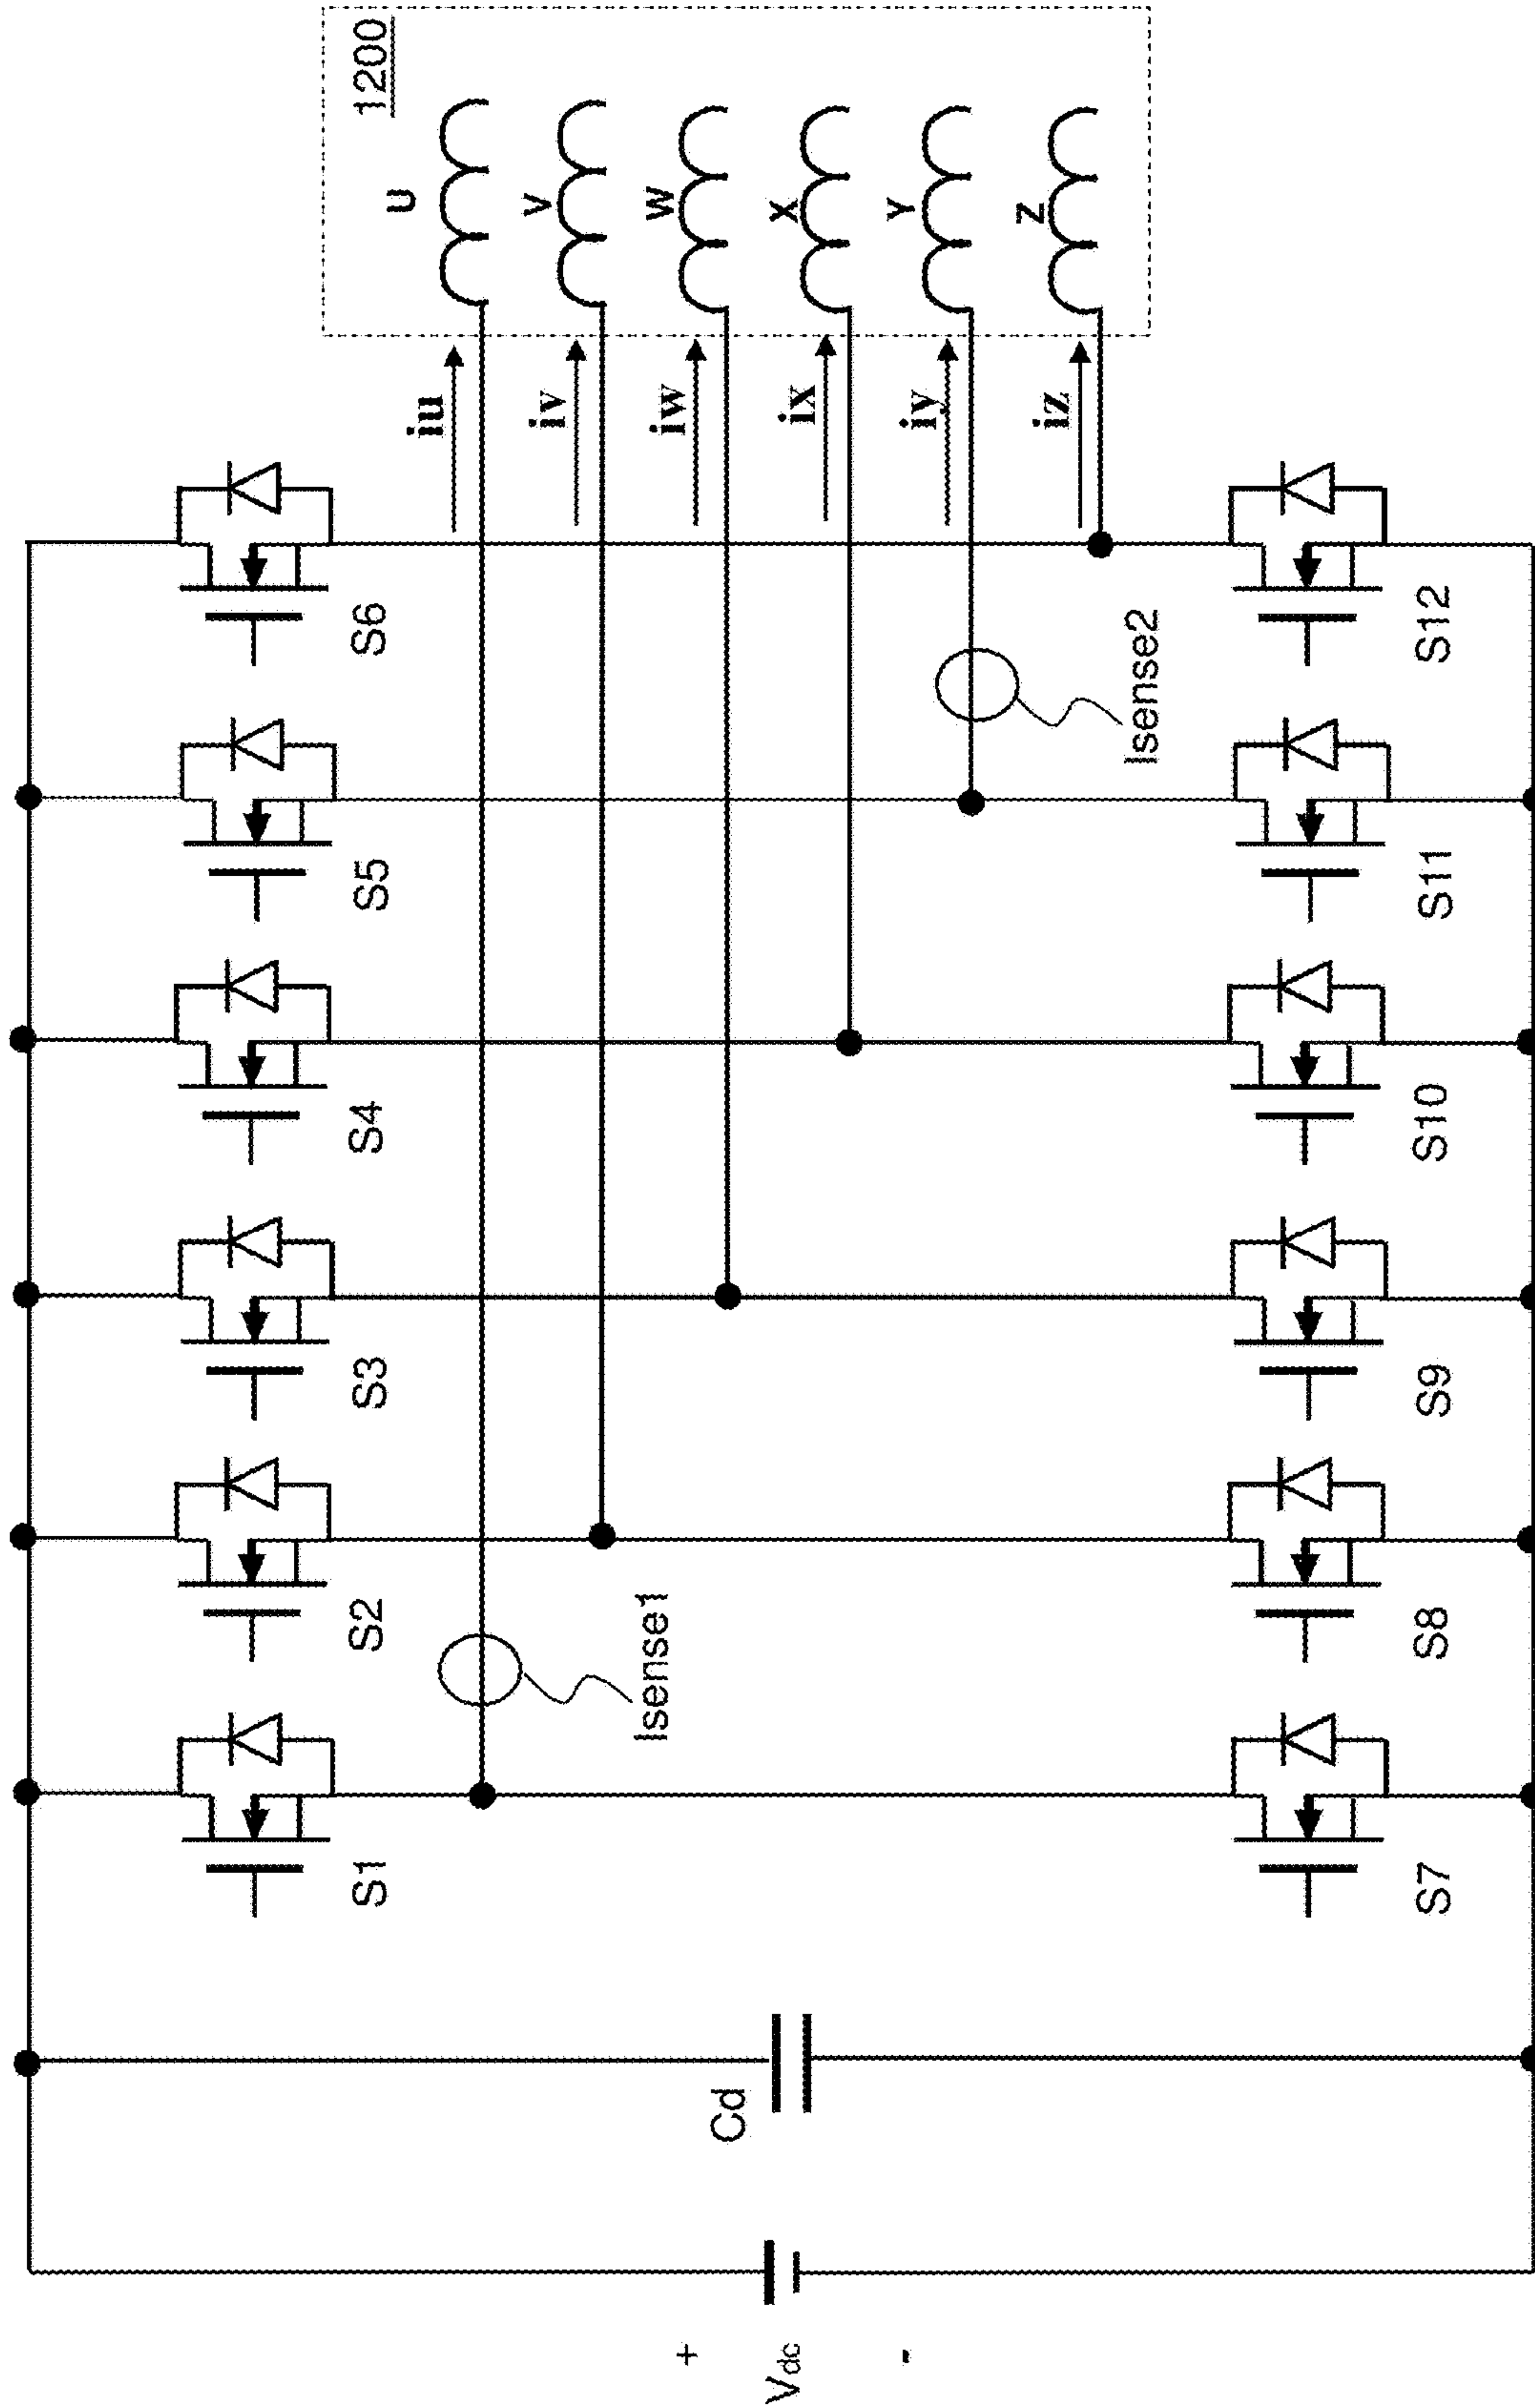 1200
U
V
W
X
Y
Z
iu
iv
iw
ix
iy
iz
S1
S2
S3
S4
S5
S6
Isense1
Isense2
S7
S8
S9
S10
S11
S12
Cd
+
Vdc
-